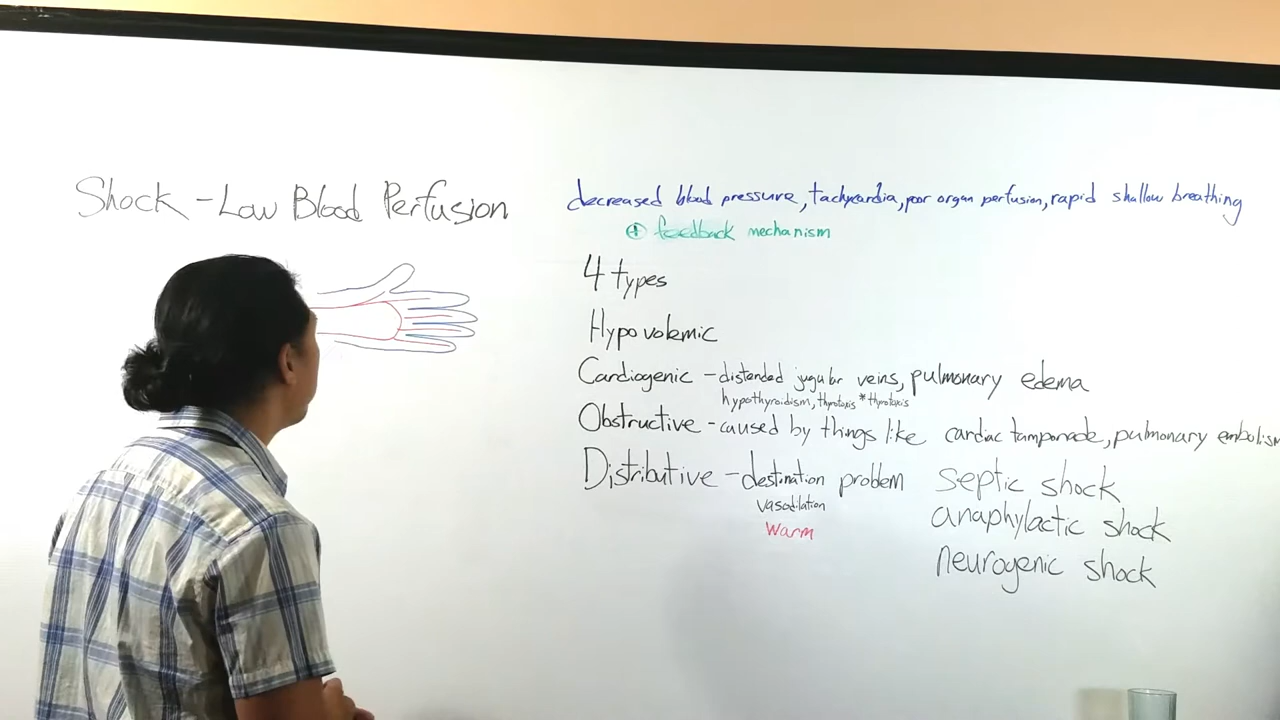 Shock - Low Blood Perfusion
decreased blood pressure, tachycardia, poor organ perfusion, rapid shallow breathing
⊕ feedback mechanism
4 types
Hypovolemic
Cardiogenic - distended jugular veins, pulmonary edema
hypothyroidism, thyrotoxis *thyrotoxis
Obstructive - caused by things like cardiac tamponade, pulmonary embolism
Distributive - destination problem
vasodilation
warm
septic shock
anaphylactic shock
neurogenic shock